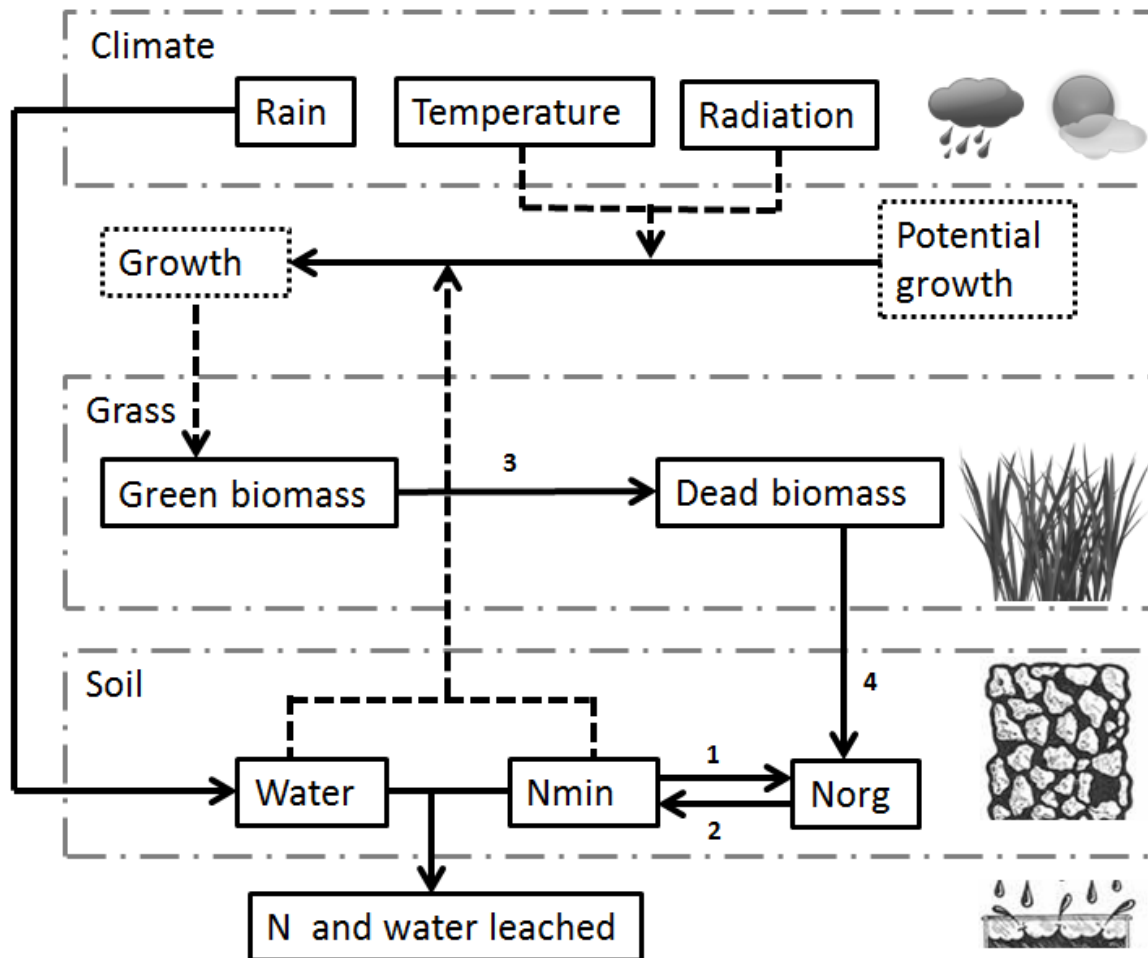 Climate
Rain
Temperature
Radiation
Growth
Potential
growth
Grass
Green biomass
3
Dead biomass
4
Soil
Water
Nmin
1
2
Norg
N and water leached